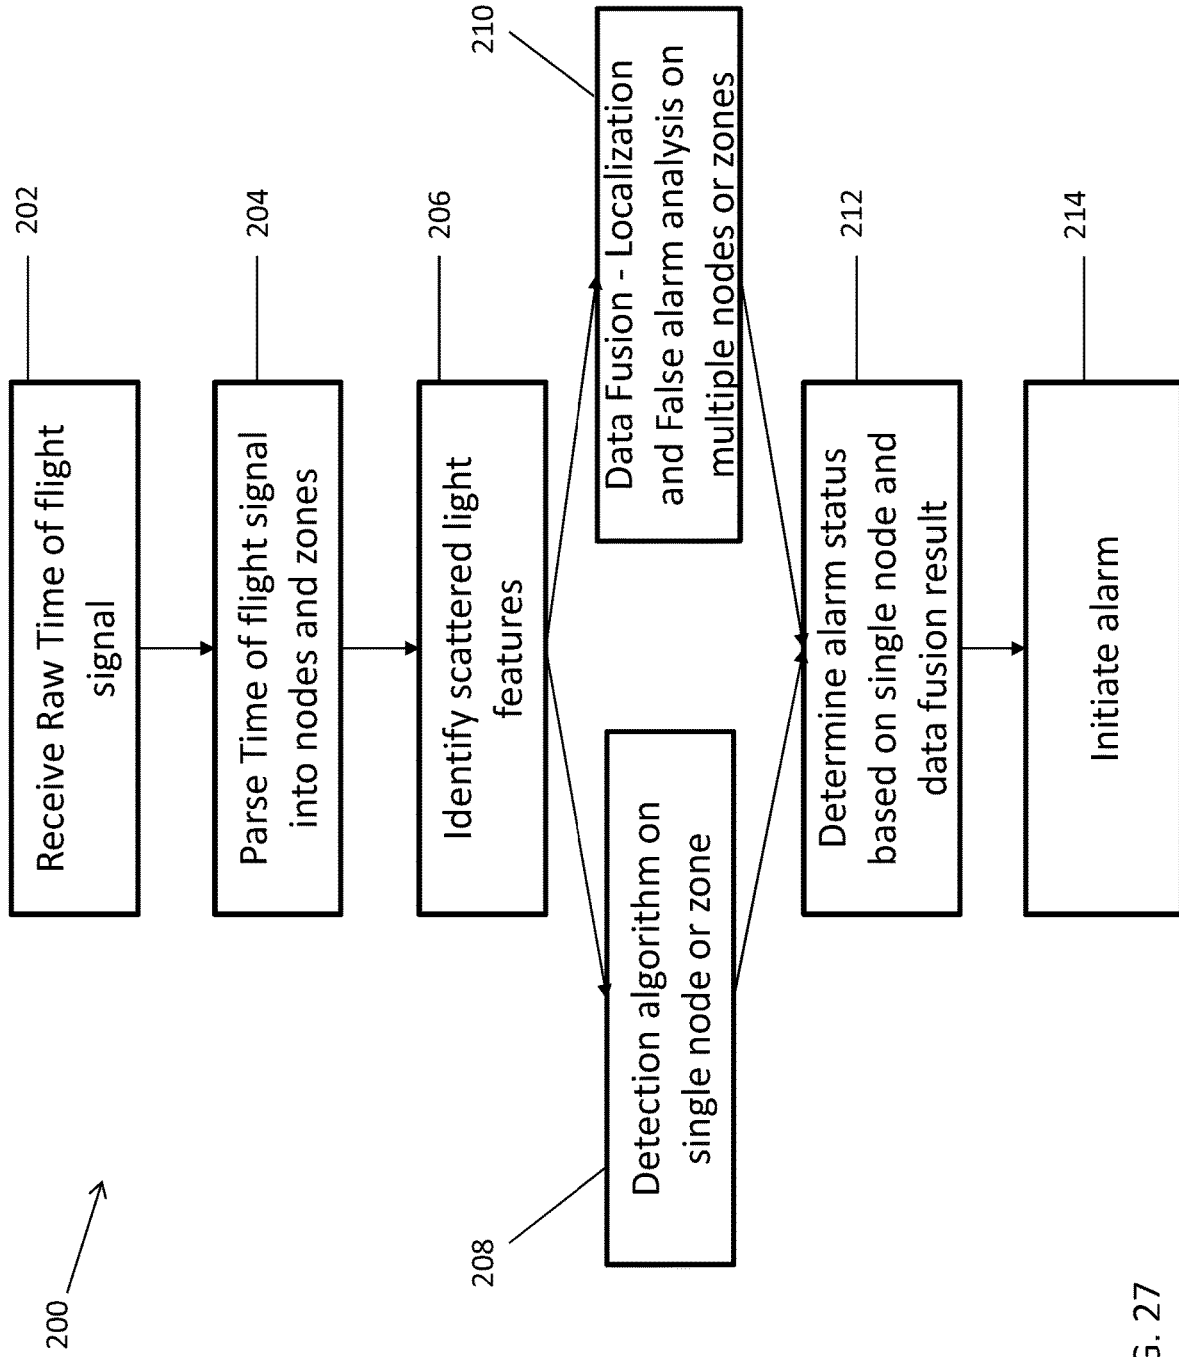 200
202
Receive Raw Time of flight
signal
204
Parse Time of flight signal
into nodes and zones
206
Identify scattered light
features
208
Detection algorithm on
single node or zone
210
Data Fusion - Localization
and False alarm analysis on
multiple nodes or zones
212
Determine alarm status
based on single node and
data fusion result
214
Initiate alarm
27